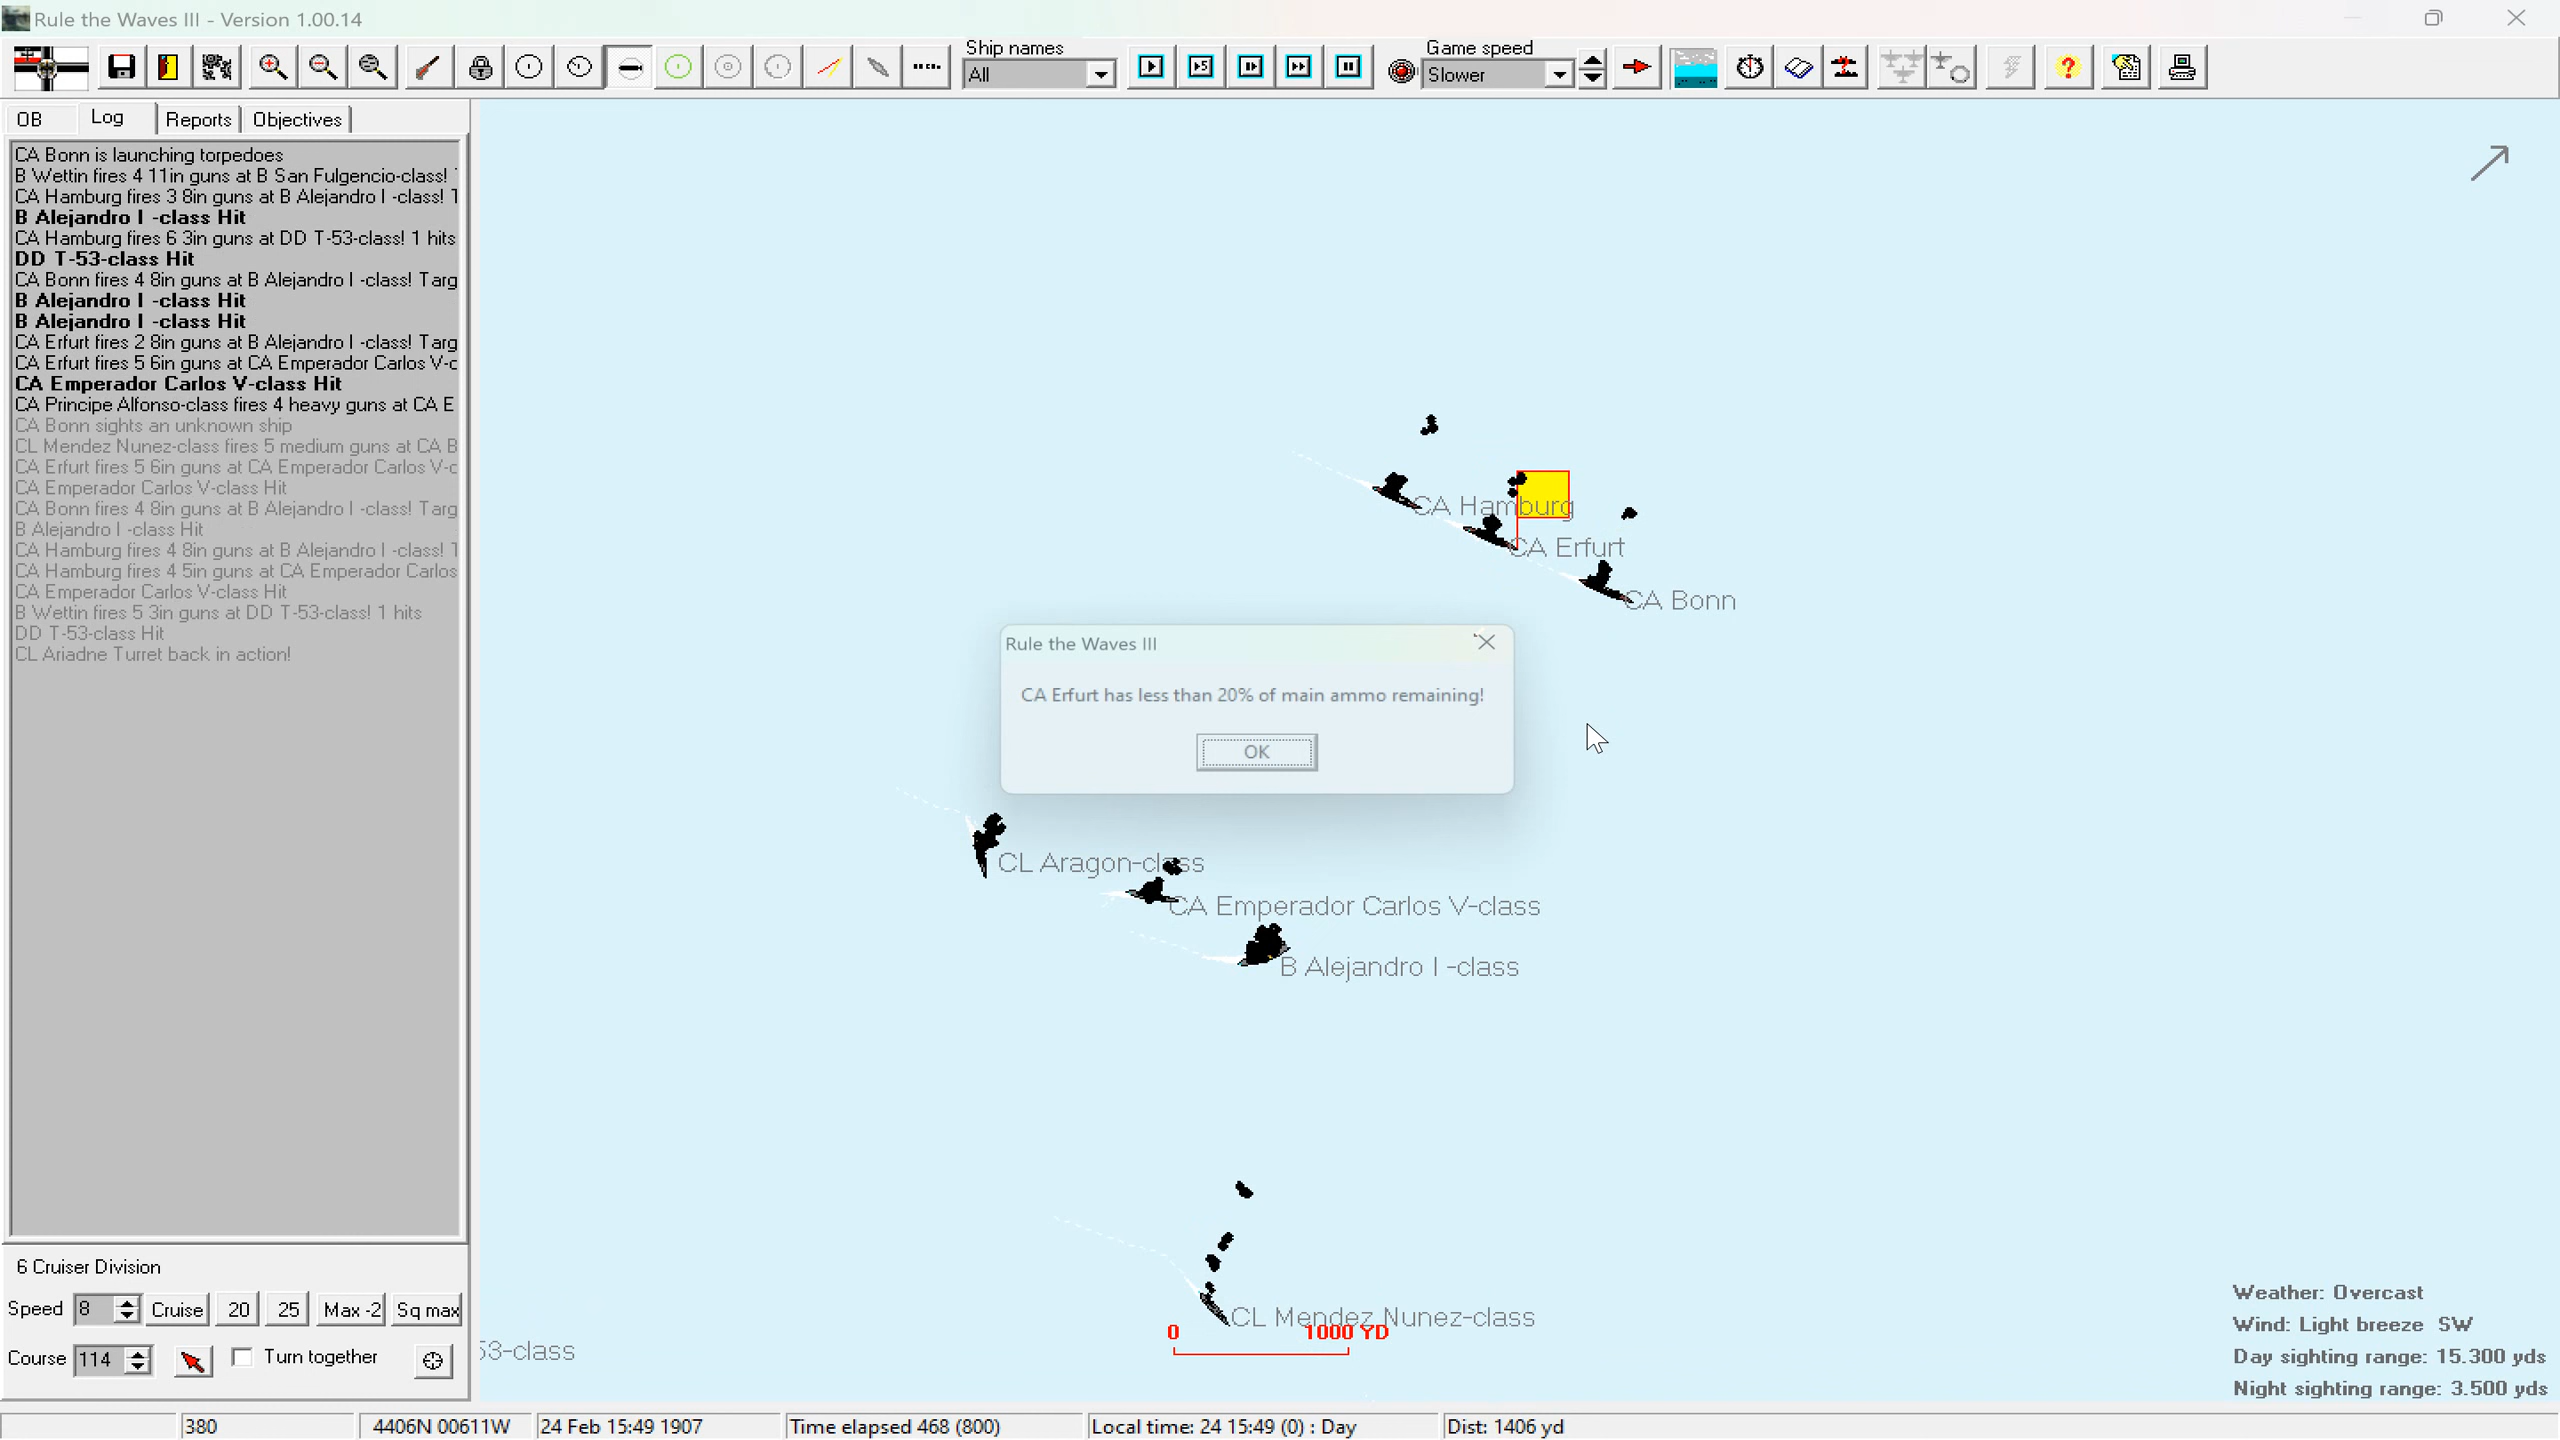 Rule the Waves III - Version 1.00.14
Ship names
All
Game speed
Slower
OB
Log
Reports
Objectives
CA Bonn is launching torpedoes
B Wettin fires 4 11in guns at B San Fulgencio-class!
CA Hamburg fires 3 8in guns at B Alejandro I -class! 1
B Alejandro I -class Hit
CA Hamburg fires 6 3in guns at DD T-53-class! 1 hits
DD T-53-class Hit
CA Bonn fires 4 8in guns at B Alejandro I -class! Targ
B Alejandro I -class Hit
B Alejandro I -class Hit
CA Erfurt fires 2 8in guns at B Alejandro I -class! Targ
CA Erfurt fires 5 6in guns at CA Emperador Carlos V-c
CA Emperador Carlos V-class Hit
CA Principe Alfonso-class fires 4 heavy guns at CA E
CA Bonn sights an unknown ship
CL Mendez Nunez-class fires 5 medium guns at CA B
CA Erfurt fires 5 6in guns at CA Emperador Carlos V-c
CA Emperador Carlos V-class Hit
CA Bonn fires 4 8in guns at B Alejandro I -class! Targ
B Alejandro I -class Hit
CA Hamburg fires 4 8in guns at B Alejandro I -class! 1
CA Hamburg fires 4 5in guns at CA Emperador Carlos
CA Emperador Carlos V-class Hit
B Wettin fires 5 3in guns at DD T-53-class! 1 hits
DD T-53-class Hit
CL Ariadne Turret back in action!
CA Hamburg
CA Erfurt
CA Bonn
Rule the Waves III
CA Erfurt has less than 20% of main ammo remaining!
OK
CL Aragon-class
CA Emperador Carlos V-class
B Alejandro I -class
CL Mendez Nunez-class
0 1000 YD
53-class
6 Cruiser Division
Speed 8 Cruise 20 25 Max -2 Sq max
Course 114 Turn together
Weather: Overcast
Wind: Light breeze SW
Day sighting range: 15.300 yds
Night sighting range: 3.500 yds
380
4406N 00611W
24 Feb 15:49 1907
Time elapsed 468 (800)
Local time: 24 15:49 (0) : Day
Dist: 1406 yd